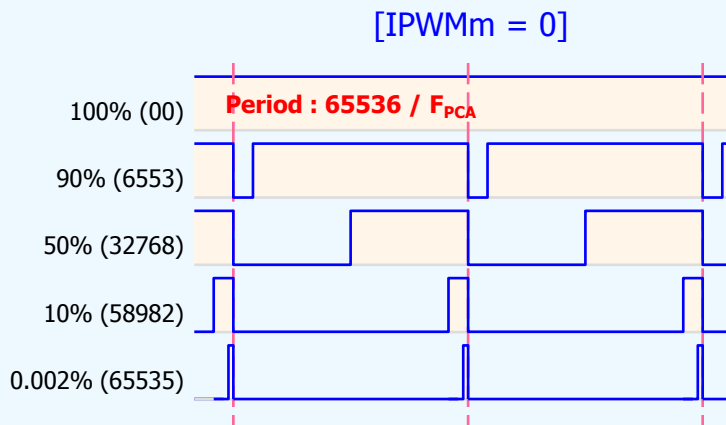 [IPWMm = 0]
100% (00)
Period : 65536 / FPCA
90% (6553)
50% (32768)
10% (58982)
0.002% (65535)